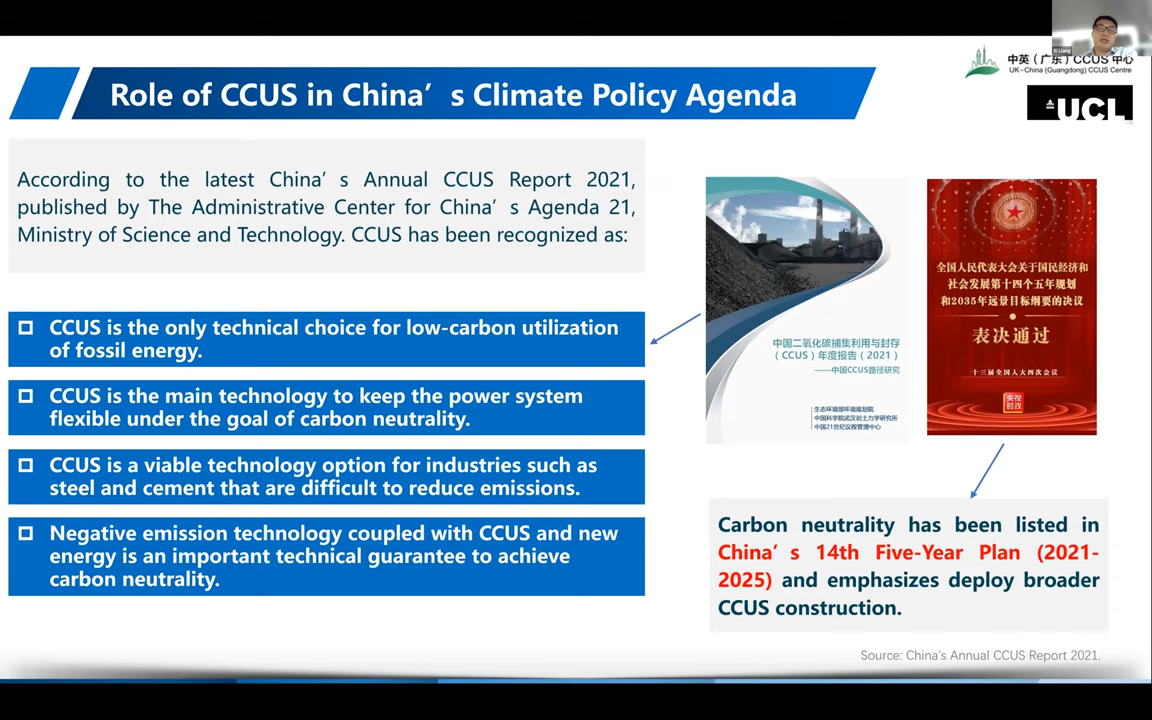 Xi Liang
中英（广东）CCUS 中心
UK-China (Guangdong) CCUS Centre
UCL
Role of CCUS in China’s Climate Policy Agenda
According to the latest China’s Annual CCUS Report 2021,
published by The Administrative Center for China’s Agenda 21,
Ministry of Science and Technology. CCUS has been recognized as:
CCUS is the only technical choice for low-carbon utilization
of fossil energy.
CCUS is the main technology to keep the power system
flexible under the goal of carbon neutrality.
CCUS is a viable technology option for industries such as
steel and cement that are difficult to reduce emissions.
Negative emission technology coupled with CCUS and new
energy is an important technical guarantee to achieve
carbon neutrality.
中国二氧化碳捕集利用与封存
（CCUS）年度报告（2021）
——中国CCUS路径研究
生态环境部环境规划院
中国科学院武汉岩土力学研究所
中国21世纪议程管理中心
全国人民代表大会关于国民经济和
社会发展第十四个五年规划
和2035年远景目标纲要的决议
表决通过
十三届全国人大四次会议
央视
时政
Carbon neutrality has been listed in
China’s 14th Five-Year Plan (2021-
2025) and emphasizes deploy broader
CCUS construction.
Source: China’s Annual CCUS Report 2021.